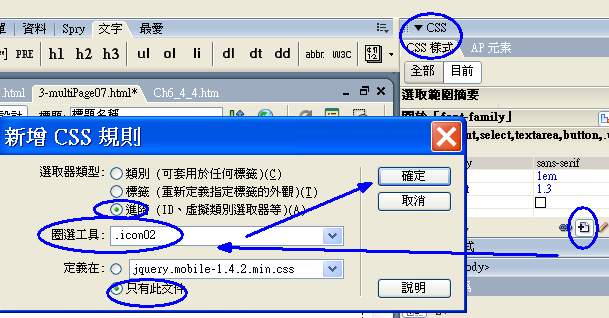 資料 Spry 文字 最愛
PRE h1 h2 h3 ul ol li dl dt dd abbr. W3C
CSS
CSS 樣式 AP 元素
全部 目前
.html 3-multiPage07.html* Ch6_4_4.htm
標題: 標題名稱
選取範圍摘要
關於「font-family」
nt,select,textarea,button,.
sans-serif
1em
1.3
新增 CSS 規則
選取器類型: 類別 (可套用於任何標籤)(C)
標籤 (重新定義指定標籤的外觀)(T)
進階 (ID、虛擬類別選取器等)(A)
圈選工具: .icon02
定義在: jquery.mobile-1.4.2.min.css
只有此文件
確定
取消
說明
式
ody>